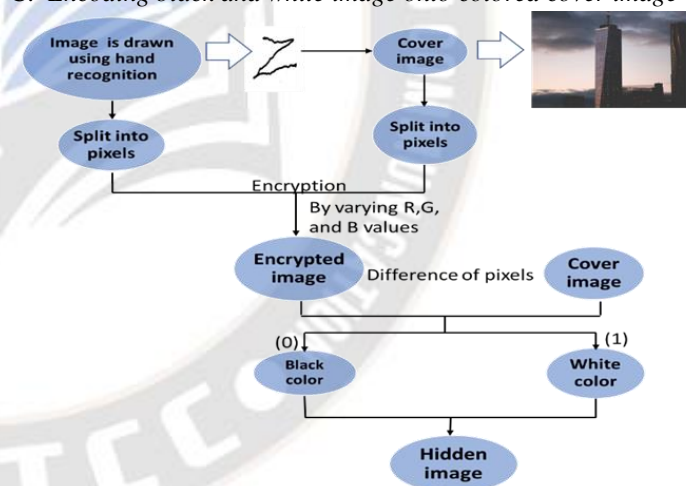 C. Encoding black and white image onto colored cover image
Image is drawn
using hand
recognition
Z
Cover
image
Split into
pixels
Split into
pixels
Encryption
By varying R,G,
and B values
Encrypted
image
Difference of pixels
Cover
image
(0)
(1)
Black
color
White
color
Hidden
image